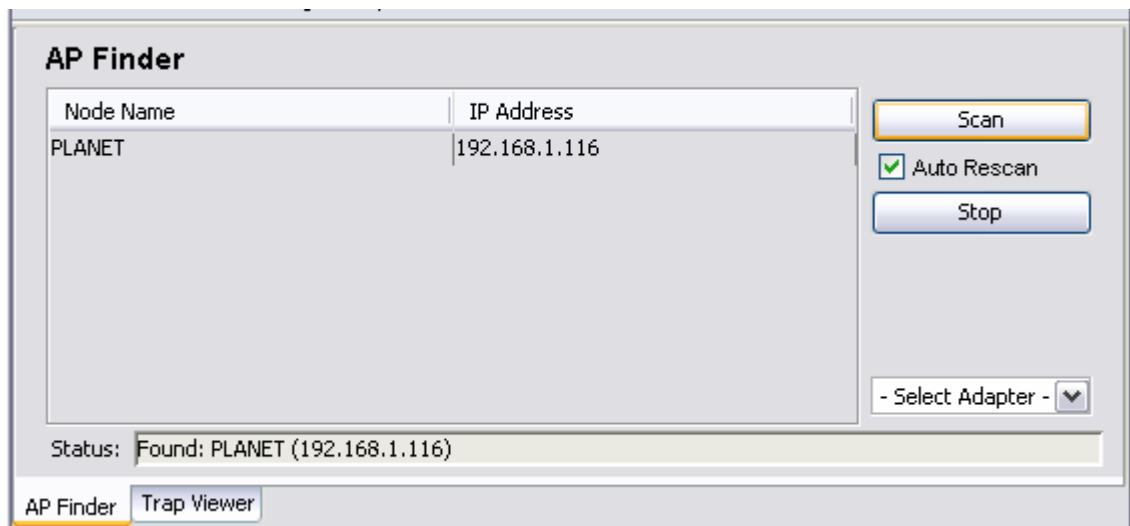 AP Finder
Node Name IP Address
PLANET 192.168.1.116
Scan
Auto Rescan
Stop
- Select Adapter -
Status: Found: PLANET (192.168.1.116)
AP Finder Trap Viewer